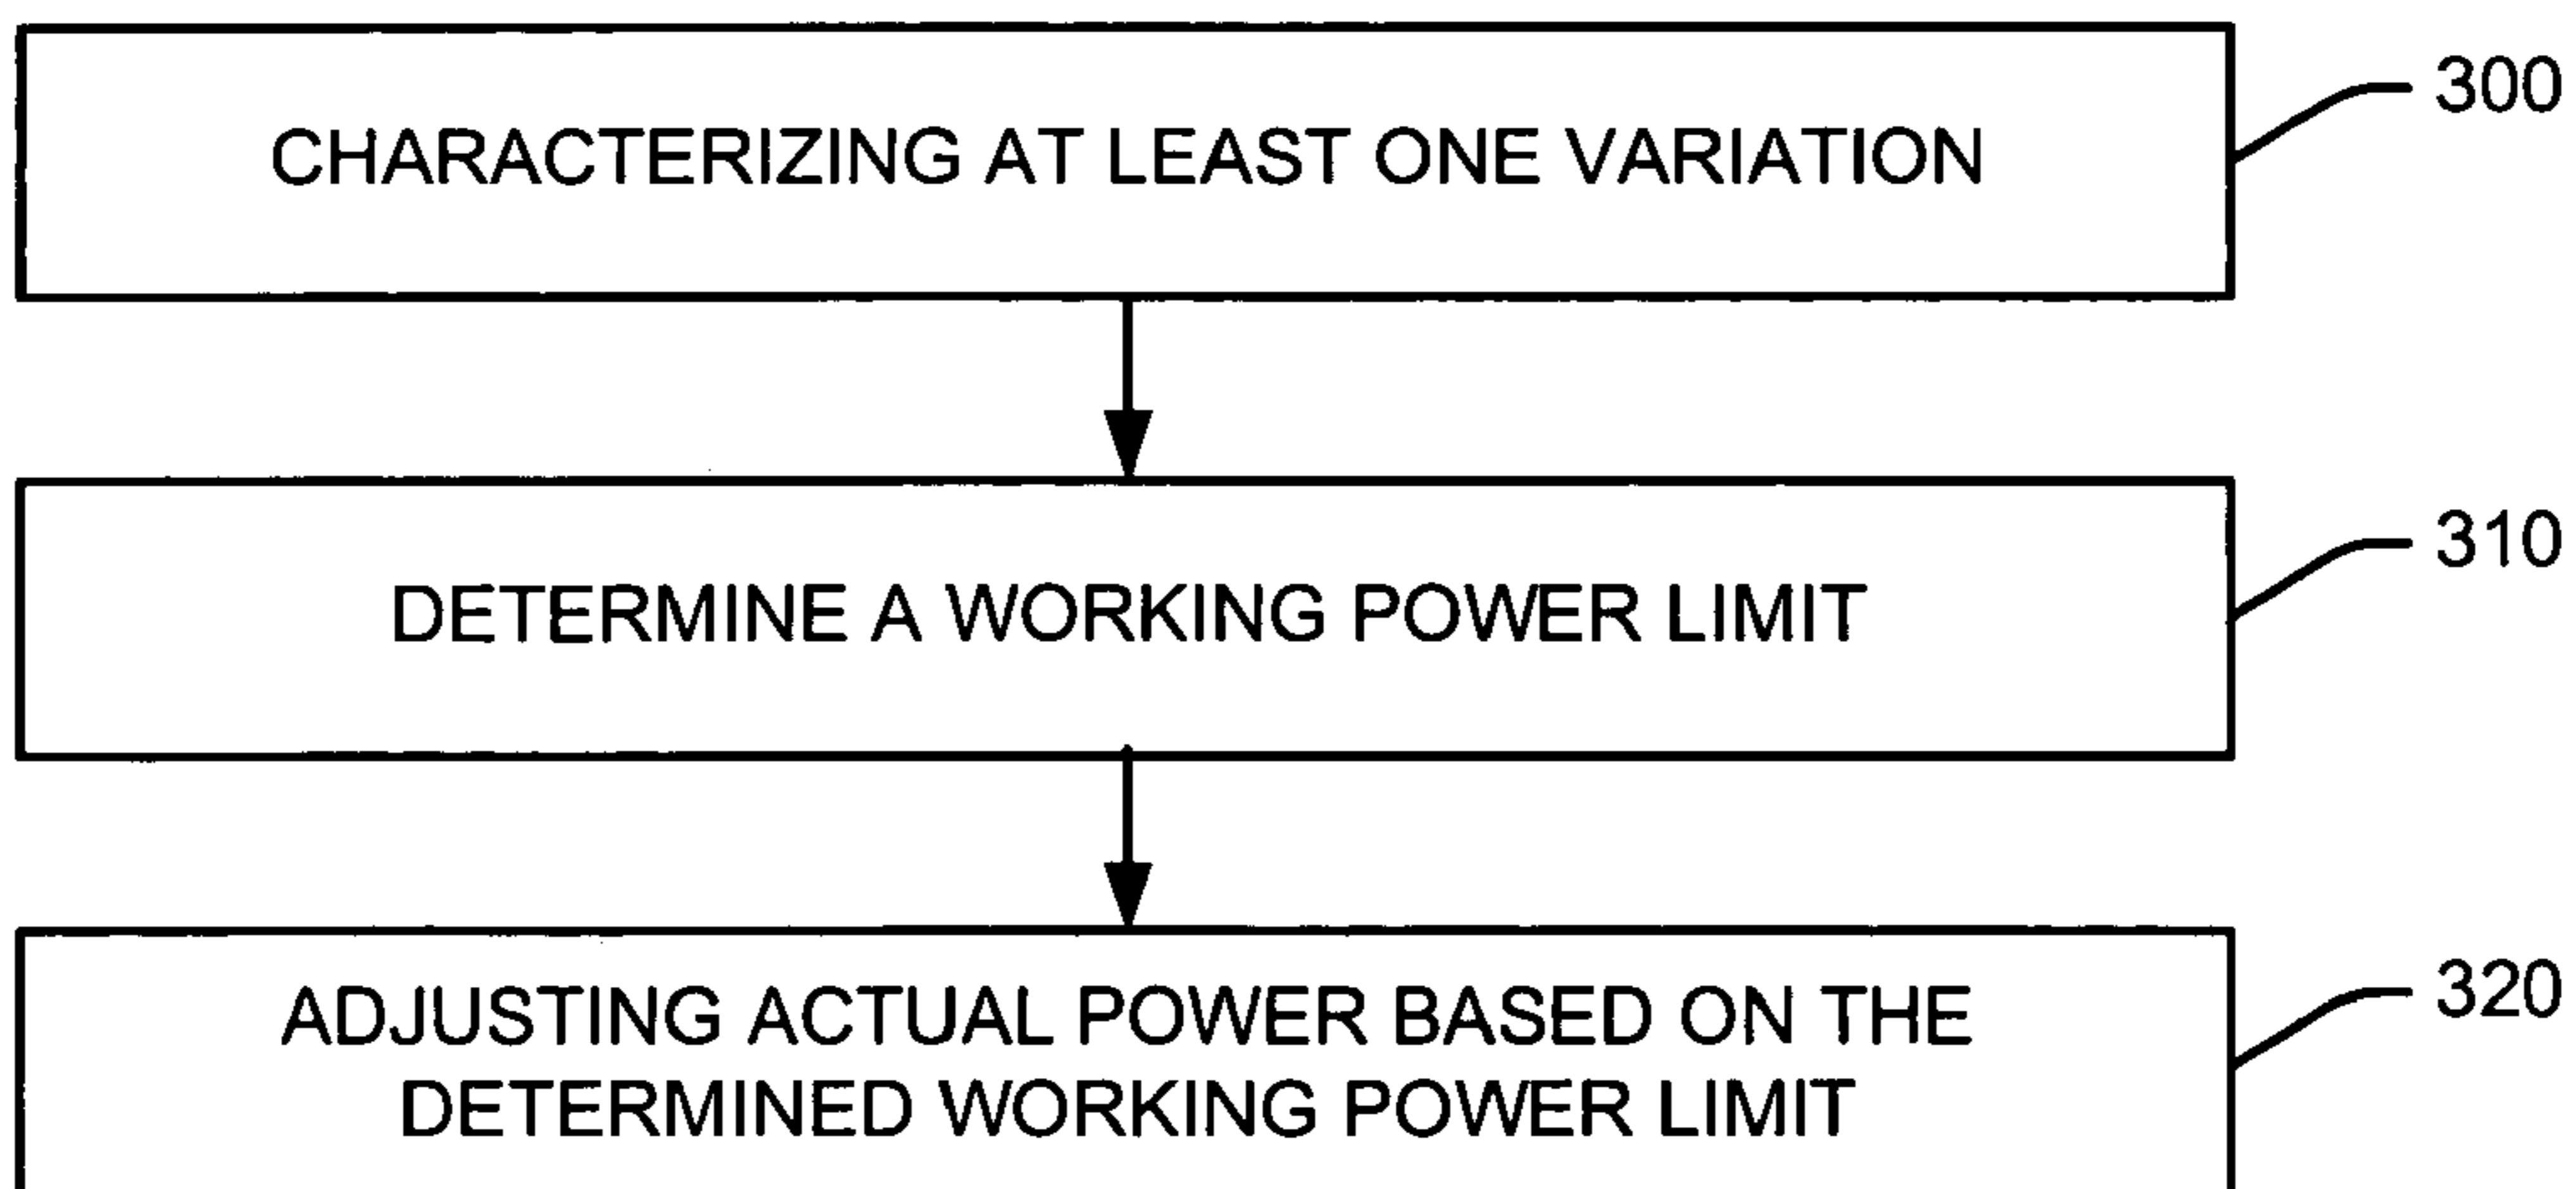 CHARACTERIZING AT LEAST ONE VARIATION
300
DETERMINE A WORKING POWER LIMIT
310
ADJUSTING ACTUAL POWER BASED ON THE
DETERMINED WORKING POWER LIMIT
320